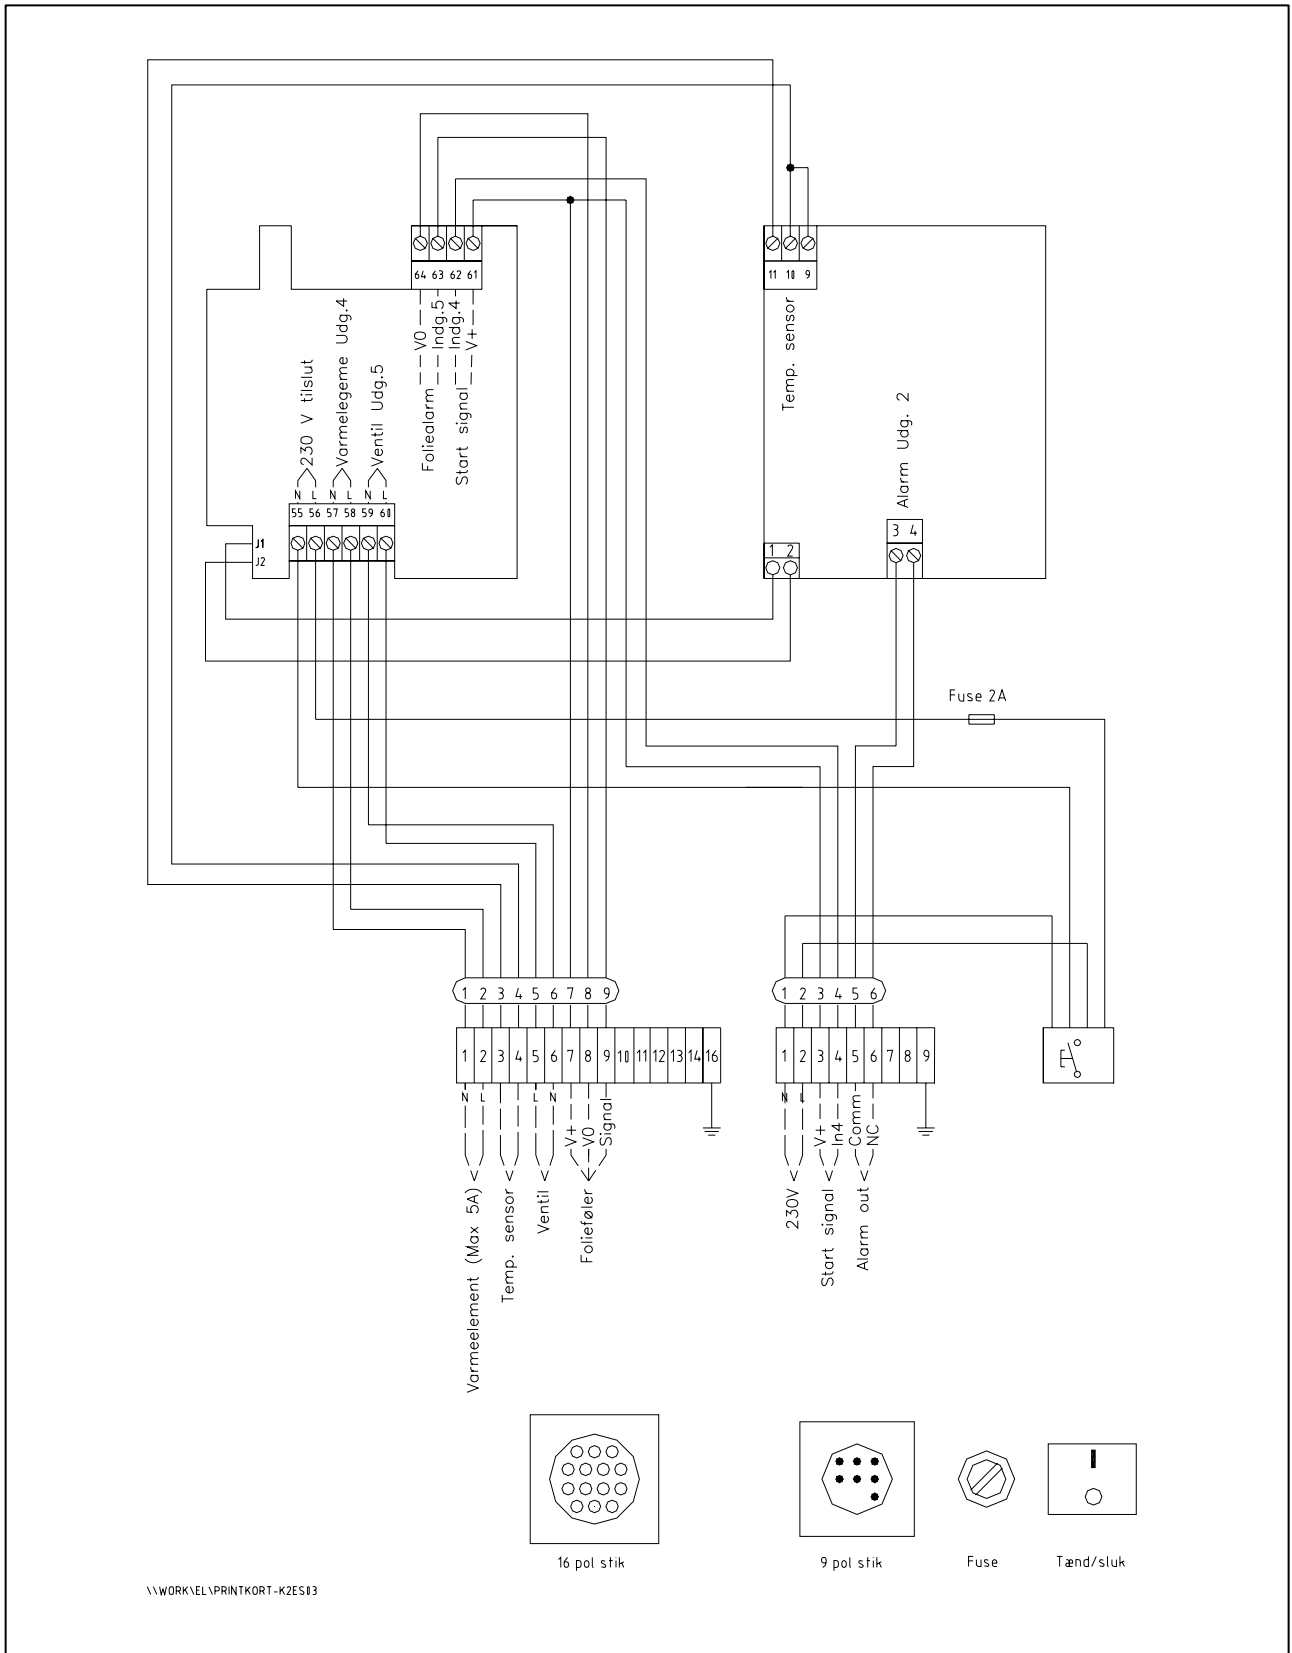 64 63 62 61
11 10 9
V0
Indg.5
Indg.4
V+
Foliealarm
Start signal
Temp. sensor
230 V tilslut
Varmelegeme Udg.4
Ventil Udg.5
Alarm Udg. 2
N L N L N L
55 56 57 58 59 60
3 4
J1
J2
1 2
Fuse 2A
1 2 3 4 5 6 7 8 9
1 2 3 4 5 6
1 2 3 4 5 6 7 8 9 10 11 12 13 14 16
1 2 3 4 5 6 7 8 9
N L
L N
V+
V0
Signal
N L
V+
In4
Comm
NC
Varmeelement (Max 5A)
Temp. sensor
Ventil
Folieføler
230V
Start signal
Alarm out
16 pol stik
9 pol stik
Fuse
Tænd/sluk
\\WORK\EL\PRINTKORT-K2ES03